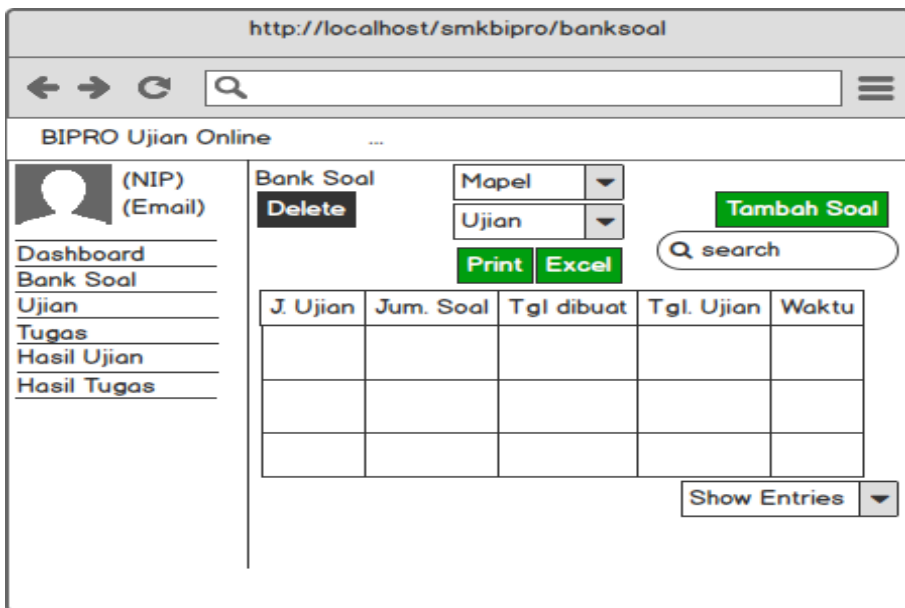 http://localhost/smkbipro/banksoal
BIPRO Ujian Online ...
(NIP)
(Email)
Dashboard
Bank Soal
Ujian
Tugas
Hasil Ujian
Hasil Tugas
Bank Soal
Mapel
Delete
Ujian
Tambah Soal
Print Excel
search
J. Ujian Jum. Soal Tgl dibuat Tgl. Ujian Waktu
Show Entries